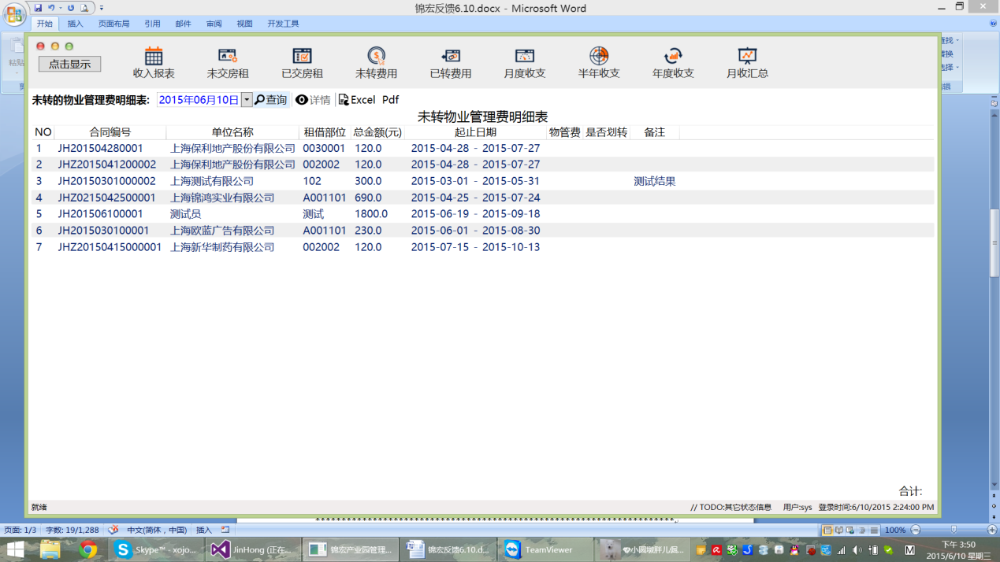 锦宏反馈6.10.docx - Microsoft Word
开始 插入 页面布局 引用 邮件 审阅 视图 开发工具
点击显示
收入报表 未交房租 已交房租 未转费用 已转费用 月度收支 半年收支 年度收支 月收汇总
未转的物业管理费明细表: 2015年06月10日 查询 详情 Excel Pdf
未转物业管理费明细表
NO 合同编号 单位名称 租借部位 总金额(元) 起止日期 物管费 是否划转 备注
1 JH201504280001 上海保利地产股份有限公司 0030001 120.0 2015-04-28 - 2015-07-27
2 JHZ2015041200002 上海保利地产股份有限公司 002002 120.0 2015-04-28 - 2015-07-27
3 JH20150301000002 上海测试有限公司 102 300.0 2015-03-01 - 2015-05-31 测试结果
4 JHZ0215042500001 上海锦鸿实业有限公司 A001101 690.0 2015-04-25 - 2015-07-24
5 JH201506100001 测试员 测试 1800.0 2015-06-19 - 2015-09-18
6 JH2015030100001 上海欧蓝广告有限公司 A001101 230.0 2015-06-01 - 2015-08-30
7 JHZ20150415000001 上海新华制药有限公司 002002 120.0 2015-07-15 - 2015-10-13
合计:
就绪 // TODO:其它状态信息 用户:sys 登录时间:6/10/2015 2:24:00 PM
页面: 1/3 字数: 19/1,288 中文(简体，中国) 插入 100%
Skype™ - xojo... JinHong (正在... 锦宏产业园管理... 锦宏反馈6.10.d... TeamViewer 小圆墩胖儿倔... 下午 3:50
2015/6/10 星期三